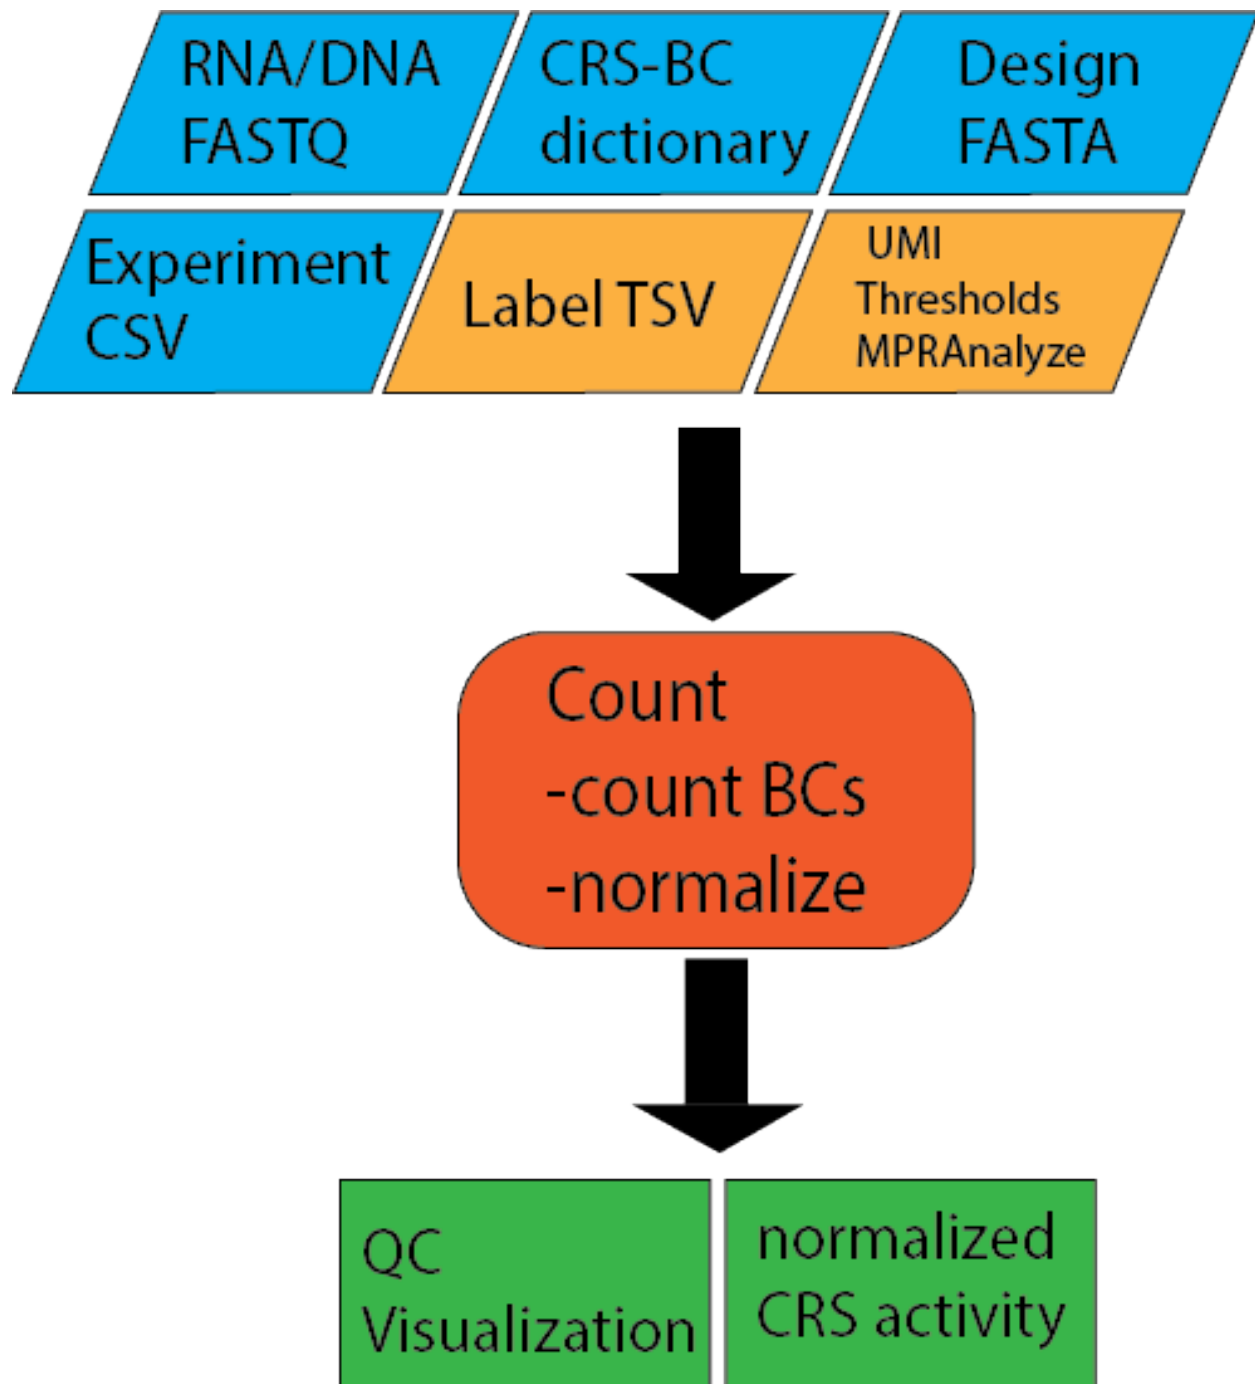 RNA/DNA
FASTQ
CRS-BC
dictionary
Design
FASTA
Experiment
CSV
Label TSV
UMI
Thresholds
MPRAnalyze
Count
-count BCs
-normalize
QC
Visualization
normalized
CRS activity